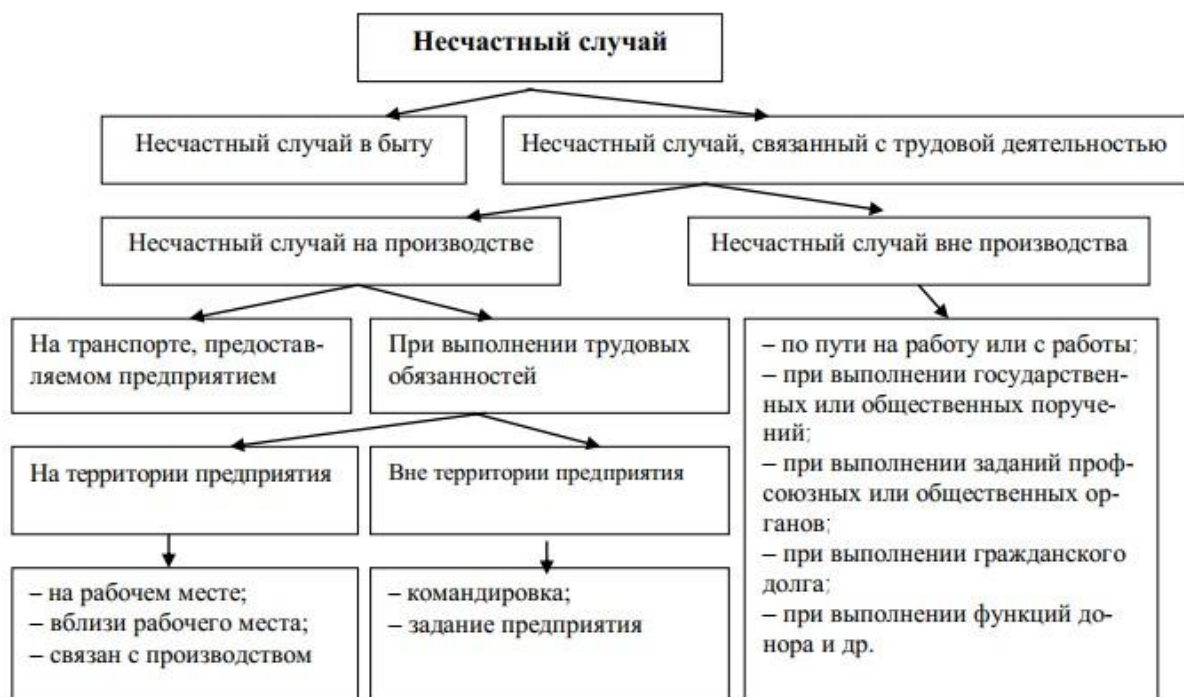 Несчастный случай
Несчастный случай в быту
Несчастный случай, связанный с трудовой деятельностью
Несчастный случай на производстве
Несчастный случай вне производства
На транспорте, предостав-
ляемом предприятием
При выполнении трудовых
обязанностей
– по пути на работу или с работы;
– при выполнении государствен-
ных или общественных поруче-
ний;
– при выполнении заданий проф-
союзных или общественных ор-
ганов;
– при выполнении гражданского
долга;
– при выполнении функций до-
нора и др.
На территории предприятия
Вне территории предприятия
– на рабочем месте;
– вблизи рабочего места;
– связан с производством
– командировка;
– задание предприятия